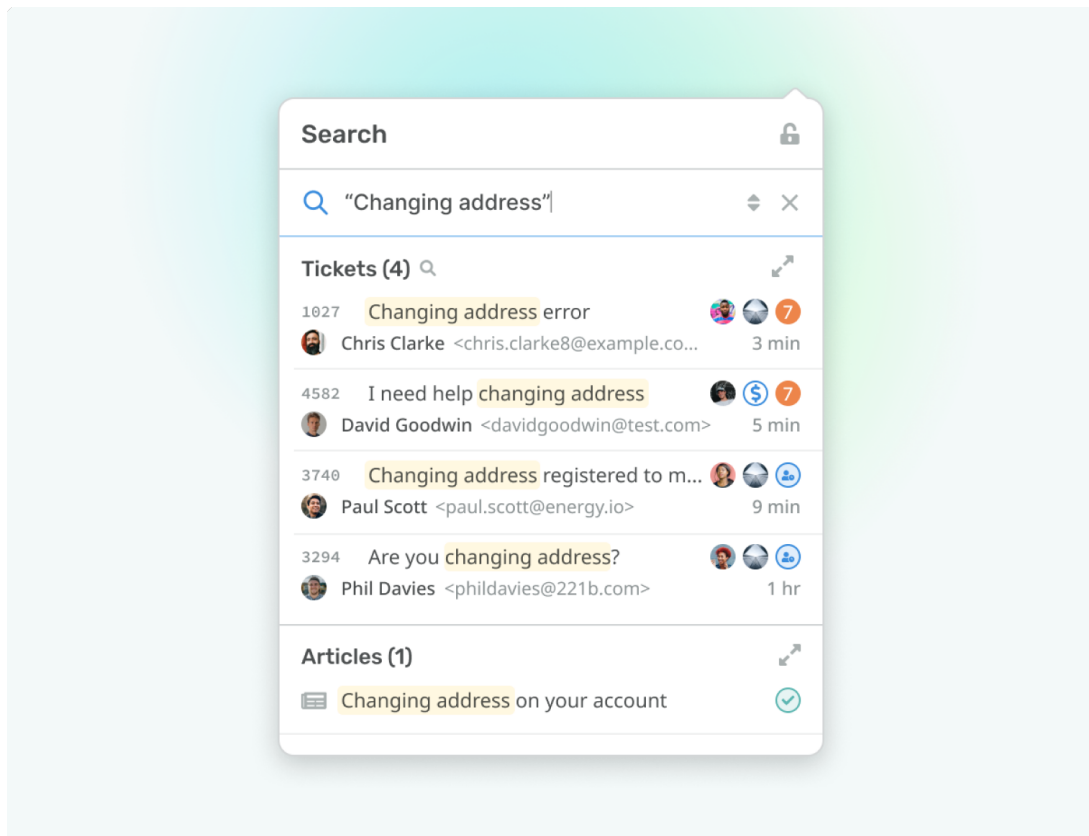 Search
“Changing address”
Tickets (4)
1027 Changing address error 7
Chris Clarke <chris.clarke8@example.co... 3 min
4582 I need help changing address $ 7
David Goodwin <davidgoodwin@test.com> 5 min
3740 Changing address registered to m...
Paul Scott <paul.scott@energy.io> 9 min
3294 Are you changing address?
Phil Davies <phildavies@221b.com> 1 hr
Articles (1)
Changing address on your account